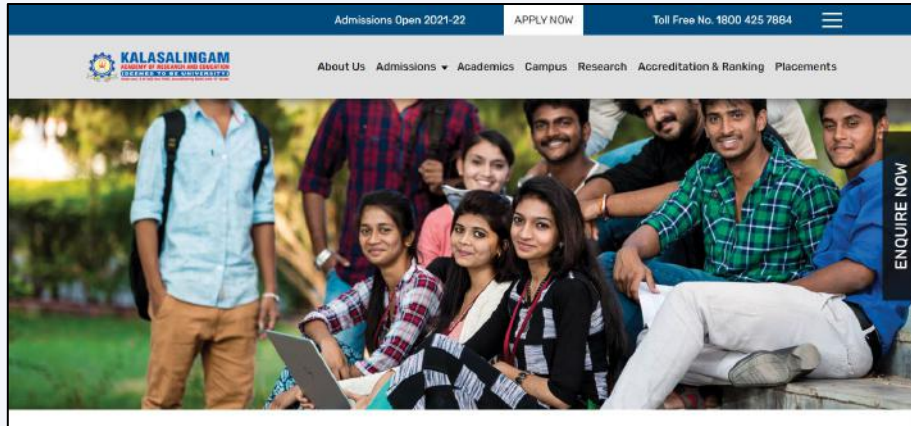 Admissions Open 2021-22 APPLY NOW Toll Free No. 1800 425 7884
KALASALINGAM
ACADEMY OF RESEARCH AND EDUCATION
(DEEMED TO BE UNIVERSITY)
About Us Admissions Academics Campus Research Accreditation & Ranking Placements
ENQUIRE NOW